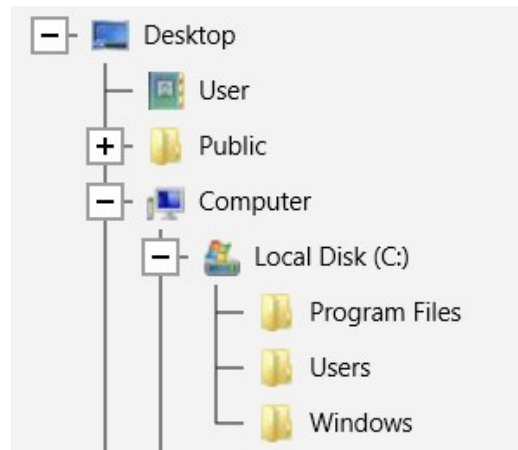 Desktop
User
Public
Computer
Local Disk (C:)
Program Files
Users
Windows